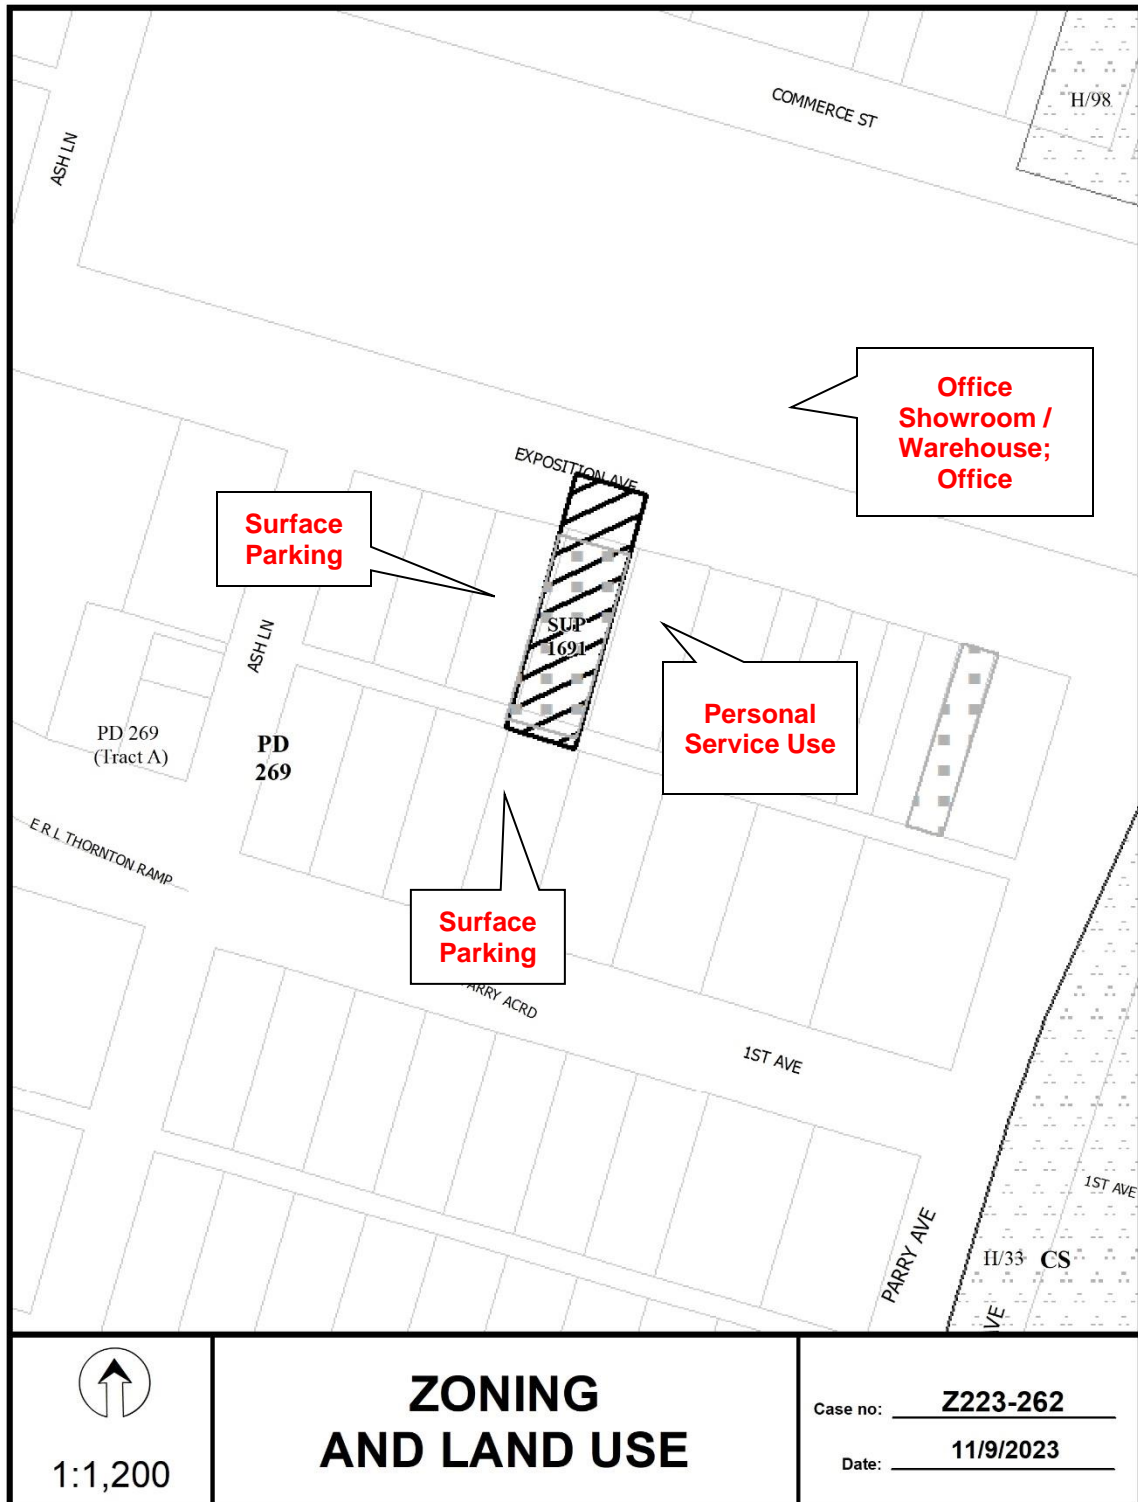 COMMERCE ST
H/98
ASH LN
Office
Showroom /
Warehouse;
Office
EXPOSITION AVE
Surface
Parking
SUP
1691
ASH LN
Personal
Service Use
PD 269
(Tract A)
PD
269
E R L THORNTON RAMP
Surface
Parking
PARRY ACRD
1ST AVE
1ST AVE
PARRY AVE
H/33 CS
AVE
1:1,200
ZONING
AND LAND USE
Case no: Z223-262
Date: 11/9/2023